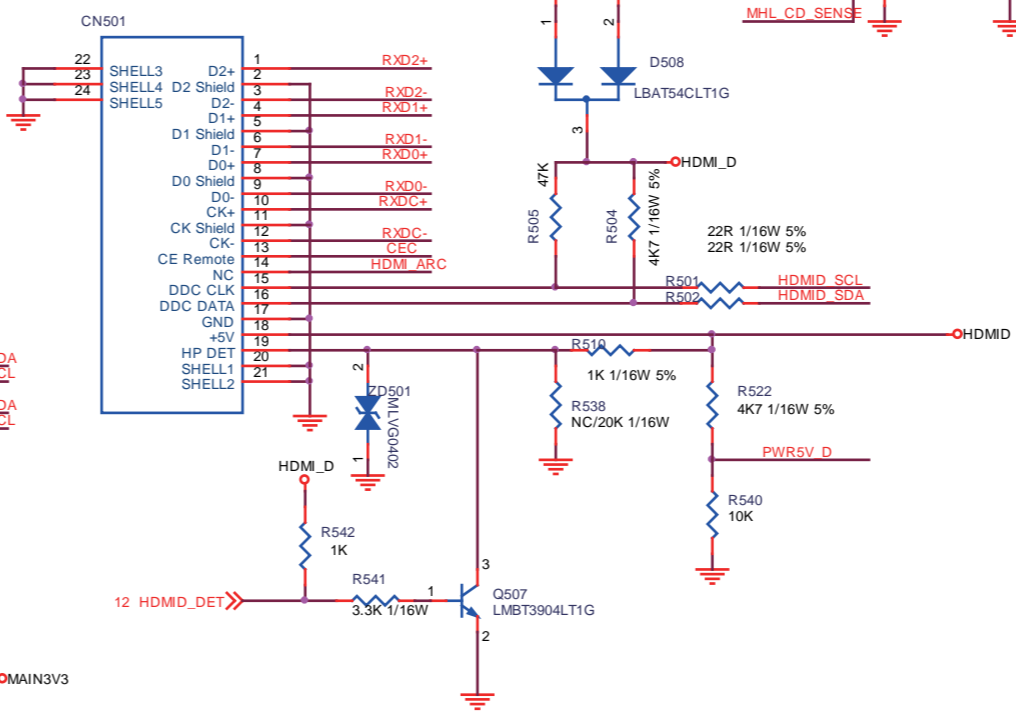 MHL_CD_SENSE
CN501
1
2
22
23
24
SHELL3
SHELL4
SHELL5
D2+
D2 Shield
D2-
D1+
D1 Shield
D1-
D0+
D0 Shield
D0-
CK+
CK Shield
CK-
CE Remote
NC
DDC CLK
DDC DATA
GND
+5V
HP DET
SHELL1
SHELL2
1
2
3
4
5
6
7
8
9
10
11
12
13
14
15
16
17
18
19
20
21
RXD2+
RXD2-
RXD1+
RXD1-
RXD0+
RXD0-
RXDC+
RXDC-
CEC
HDMI_ARC
D508
LBAT54CLT1G
3
HDMI_D
47K
R505
R504
4K7 1/16W 5%
22R 1/16W 5%
22R 1/16W 5%
R501
HDMID_SCL
R502
HDMID_SDA
HDMID
DA
CL
DA
CL
R510
1K 1/16W 5%
2
ZD501
MLVG0402
1
R538
NC/20K 1/16W
R522
4K7 1/16W 5%
PWR5V_D
R540
10K
HDMI_D
R542
1K
12 HDMID_DET
R541
3.3K 1/16W
1
3
Q507
LMBT3904LT1G
2
MAIN3V3